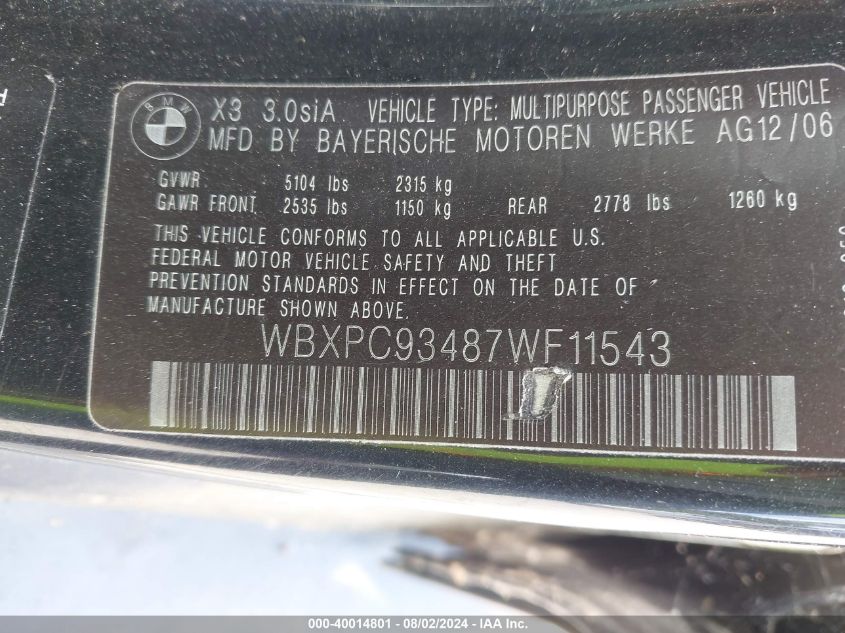 BMW
X3 3.0siA VEHICLE TYPE: MULTIPURPOSE PASSENGER VEHICLE
MFD BY BAYERISCHE MOTOREN WERKE AG12/06
GVWR 5104 lbs 2315 kg
GAWR FRONT 2535 lbs 1150 kg REAR 2778 lbs 1260 kg
THIS VEHICLE CONFORMS TO ALL APPLICABLE U.S.
FEDERAL MOTOR VEHICLE SAFETY AND THEFT
PREVENTION STANDARDS IN EFFECT ON THE DATE OF
MANUFACTURE SHOWN ABOVE.
WBXPC93487WF11543
000-40014801 - 08/02/2024 - IAA Inc.